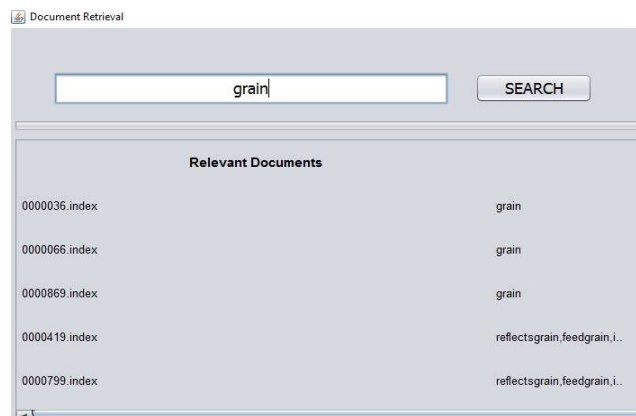 Document Retrieval
grain SEARCH
Relevant Documents
0000036.index grain
0000066.index grain
0000869.index grain
0000419.index reflectsgrain,feedgrain,i..
0000799.index reflectsgrain,feedgrain,i..